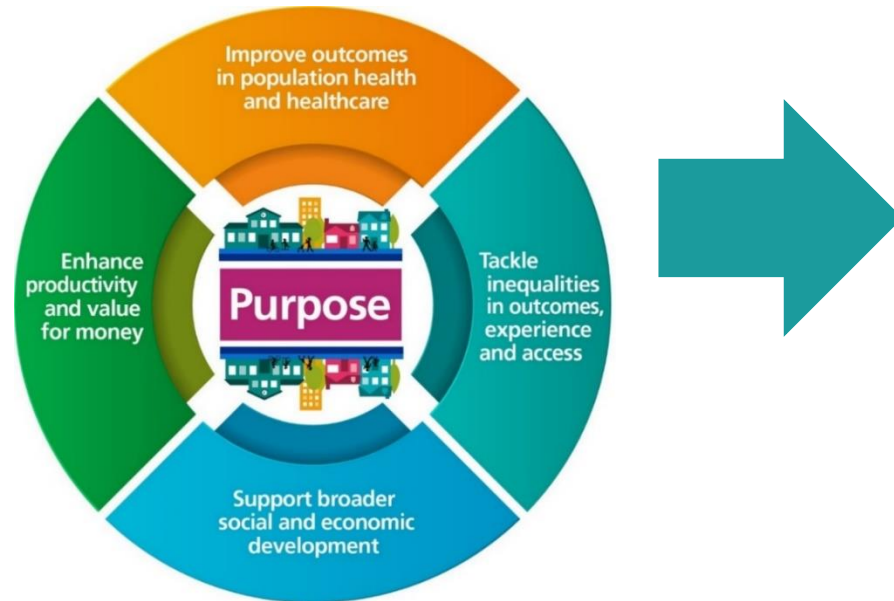 Improve outcomes
in population health
and healthcare
Enhance
productivity
and value
for money
Purpose
Tackle
inequalities
in outcomes,
experience
and access
Support broader
social and economic
development